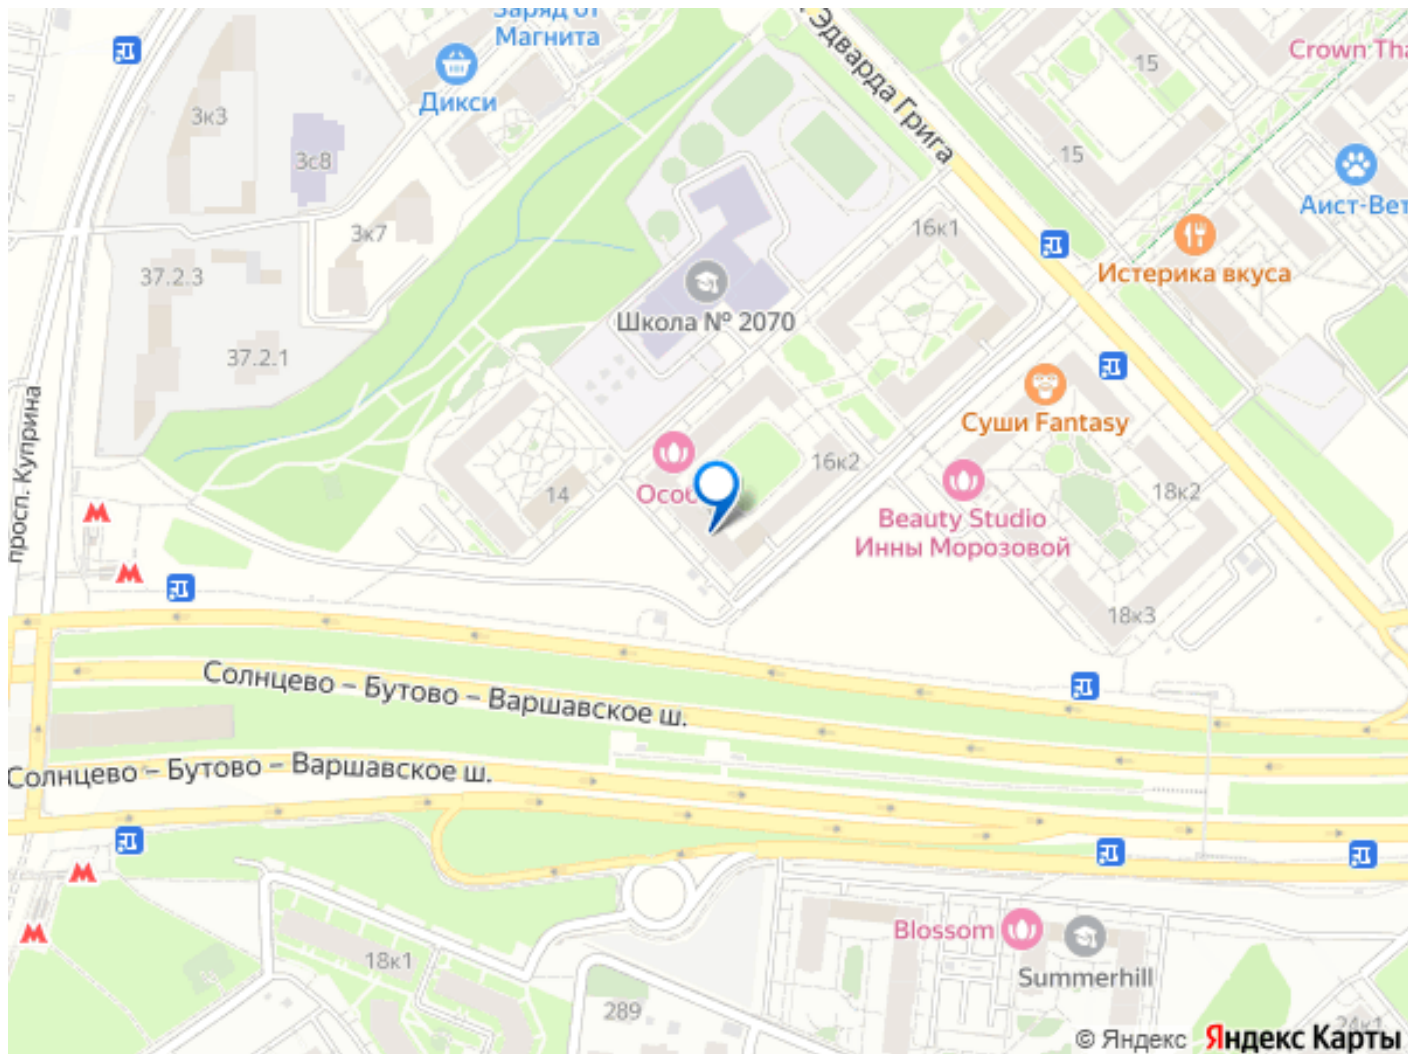 Заряд от
Магнита
Дикси
Эдварда Грига
15
Crown Tha
3к3
3с8
15
Аист-Вет
3к7
16к1
Истерика вкуса
37.2.3
Школа № 2070
37.2.1
просп. Куприна
Суши Fantasy
16к2
Особ
14
18к2
Beauty Studio
Инны Морозовой
18к3
Солнцево – Бутово – Варшавское ш.
Солнцево – Бутово – Варшавское ш.
Blossom
18к1
Summerhill
289
24к1
© Яндекс Яндекс Карты